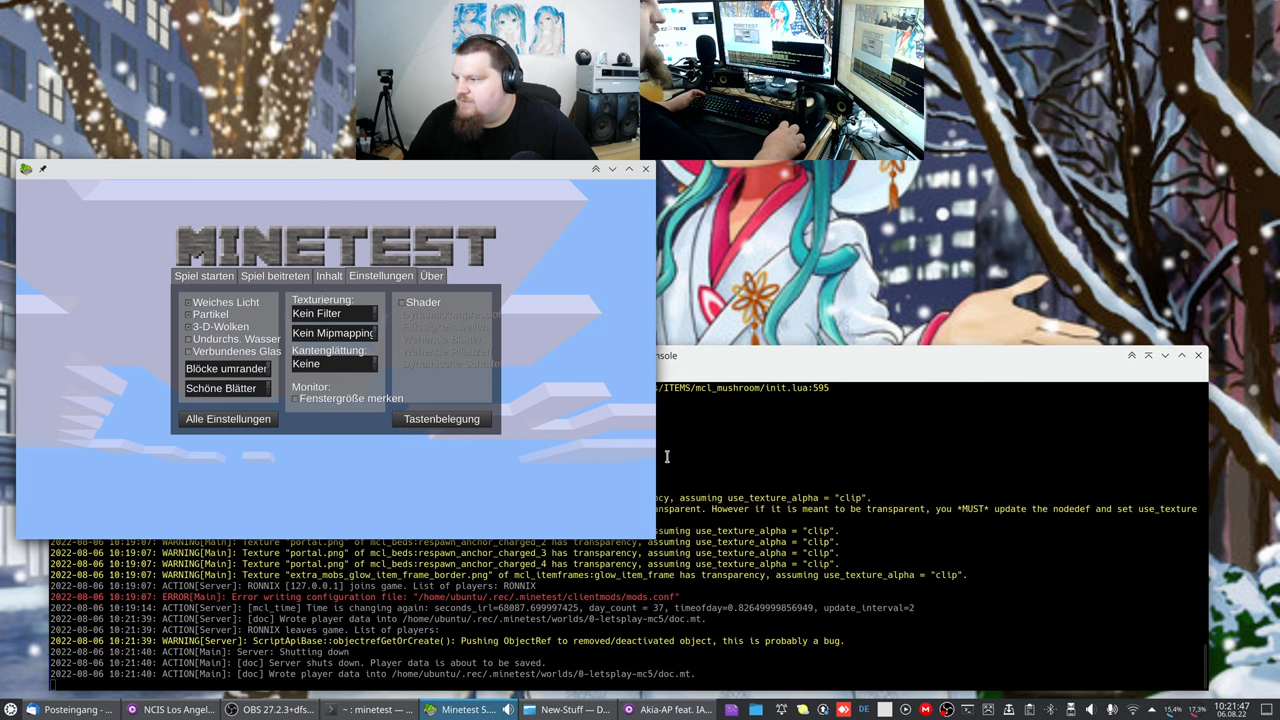 MINETEST
Spiel starten
Spiel beitreten
Inhalt
Einstellungen
Über
Weiches Licht
Partikel
3-D-Wolken
Undurchs. Wasser
Verbundenes Glas
Blöcke umranden
Schöne Blätter
Alle Einstellungen
Texturierung:
Kein Filter
Kein Mipmapping
Kantenglättung:
Keine
Monitor:
Fenstergröße merken
Shader
Dynamikkompression
Flüssigkeitswellen
Wehende Blätter
Wehende Pflanzen
Dynamische Schatten
Tastenbelegung
nsole
S/ITEMS/mcl_mushroom/init.lua:595
ncy, assuming use_texture_alpha = "clip".
nsparent. However if it is meant to be transparent, you *MUST* update the nodedef and set use_texture
assuming use_texture_alpha = "clip".
2022-08-06 10:19:07: WARNING[Main]: Texture "portal.png" of mcl_beds:respawn_anchor_charged_2 has transparency, assuming use_texture_alpha = "clip".
2022-08-06 10:19:07: WARNING[Main]: Texture "portal.png" of mcl_beds:respawn_anchor_charged_3 has transparency, assuming use_texture_alpha = "clip".
2022-08-06 10:19:07: WARNING[Main]: Texture "portal.png" of mcl_beds:respawn_anchor_charged_4 has transparency, assuming use_texture_alpha = "clip".
2022-08-06 10:19:07: WARNING[Main]: Texture "extra_mobs_glow_item_frame_border.png" of mcl_itemframes:glow_item_frame has transparency, assuming use_texture_alpha = "clip".
2022-08-06 10:19:07: ACTION[Server]: RONNIX [127.0.0.1] joins game. List of players: RONNIX
2022-08-06 10:19:07: ERROR[Main]: Error writing configuration file: "/home/ubuntu/.rec/.minetest/clientmods/mods.conf"
2022-08-06 10:19:14: ACTION[Server]: [mcl_time] Time is changing again: seconds_irl=68087.699997425, day_count = 37, timeofday=0.82649999856949, update_interval=2
2022-08-06 10:21:39: ACTION[Server]: [doc] Wrote player data into /home/ubuntu/.rec/.minetest/worlds/0-letsplay-mc5/doc.mt.
2022-08-06 10:21:39: ACTION[Server]: RONNIX leaves game. List of players:
2022-08-06 10:21:39: WARNING[Server]: ScriptApiBase::objectrefGetOrCreate(): Pushing ObjectRef to removed/deactivated object, this is probably a bug.
2022-08-06 10:21:40: ACTION[Main]: Server: Shutting down
2022-08-06 10:21:40: ACTION[Main]: [doc] Server shuts down. Player data is about to be saved.
2022-08-06 10:21:40: ACTION[Main]: [doc] Wrote player data into /home/ubuntu/.rec/.minetest/worlds/0-letsplay-mc5/doc.mt.
Posteingang - ...
NCIS Los Angel...
OBS 27.2.3+dfs...
~ : minetest — ...
Minetest 5....
New-Stuff — D...
Akia-AP feat. IA...
DE
15,4%
17,3%
10:21:47
06.08.22